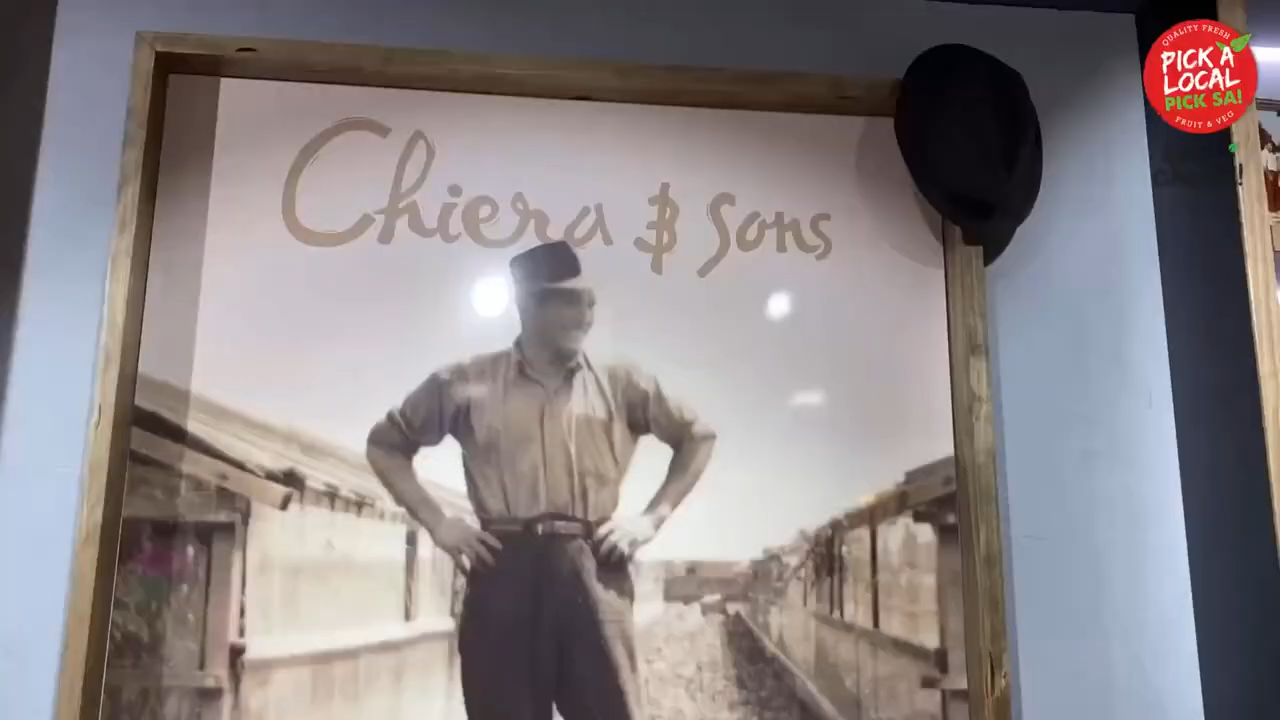 Chiera & Sons
QUALITY FRESH
PICK A
LOCAL
PICK SA!
FRUIT & VEG